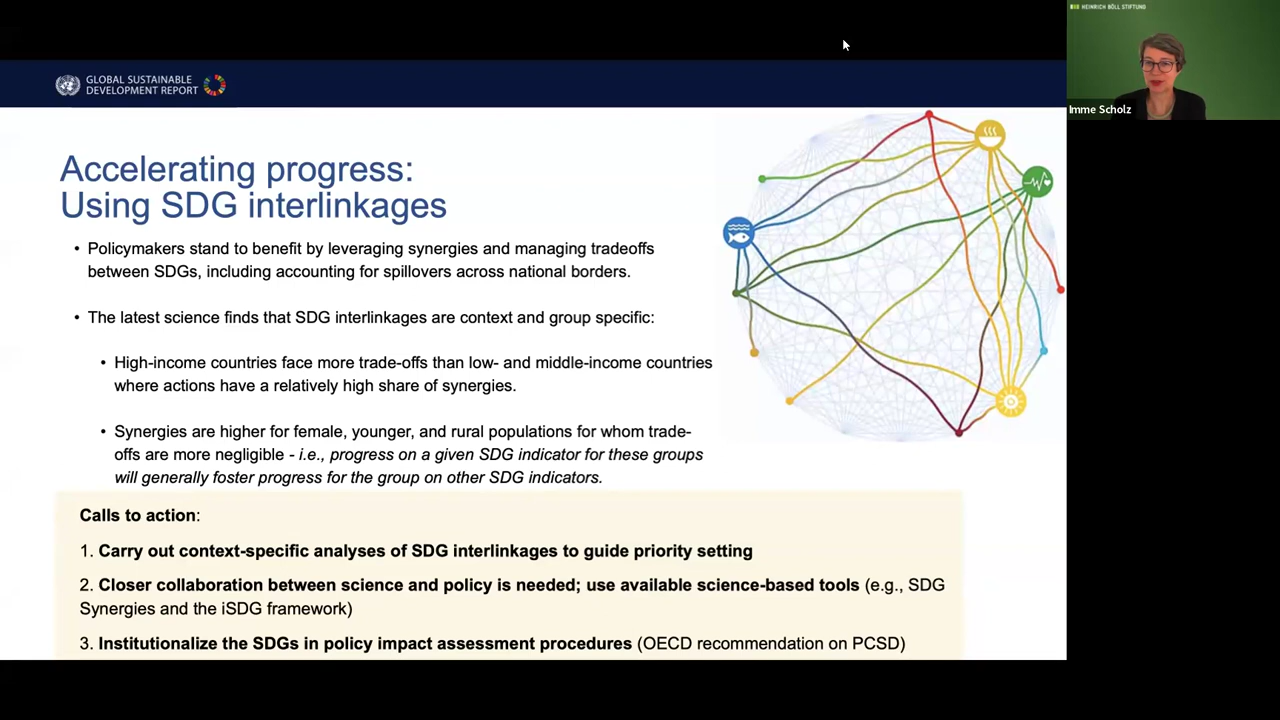 HEINRICH BÖLL STIFTUNG
Imme Scholz
GLOBAL SUSTAINABLE
DEVELOPMENT REPORT
Accelerating progress:
Using SDG interlinkages
• Policymakers stand to benefit by leveraging synergies and managing tradeoffs
between SDGs, including accounting for spillovers across national borders.
• The latest science finds that SDG interlinkages are context and group specific:
• High-income countries face more trade-offs than low- and middle-income countries
where actions have a relatively high share of synergies.
• Synergies are higher for female, younger, and rural populations for whom trade-
offs are more negligible - i.e., progress on a given SDG indicator for these groups
will generally foster progress for the group on other SDG indicators.
Calls to action:
1. Carry out context-specific analyses of SDG interlinkages to guide priority setting
2. Closer collaboration between science and policy is needed; use available science-based tools (e.g., SDG
Synergies and the iSDG framework)
3. Institutionalize the SDGs in policy impact assessment procedures (OECD recommendation on PCSD)